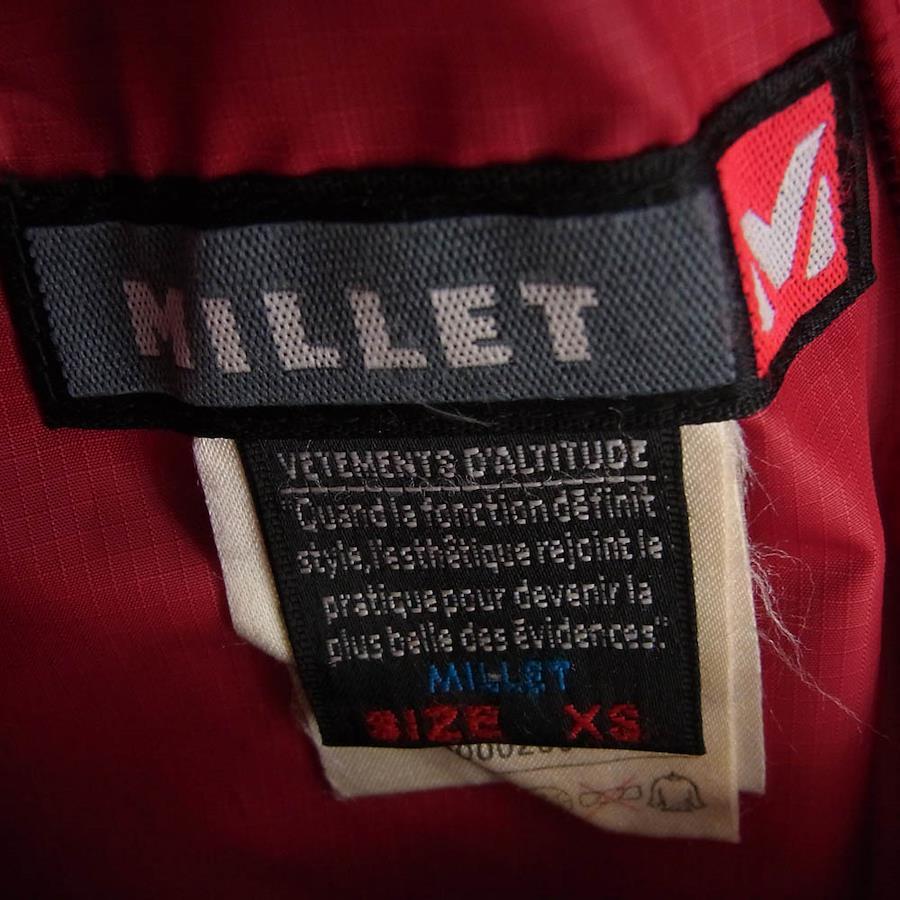 MILLET
VETEMENTS D'ALTITUDE
"Quand la fonction définit
style, l'esthétique rejoint le
pratique pour devenir la
plus belle des évidences."
MILLET
SIZE XS